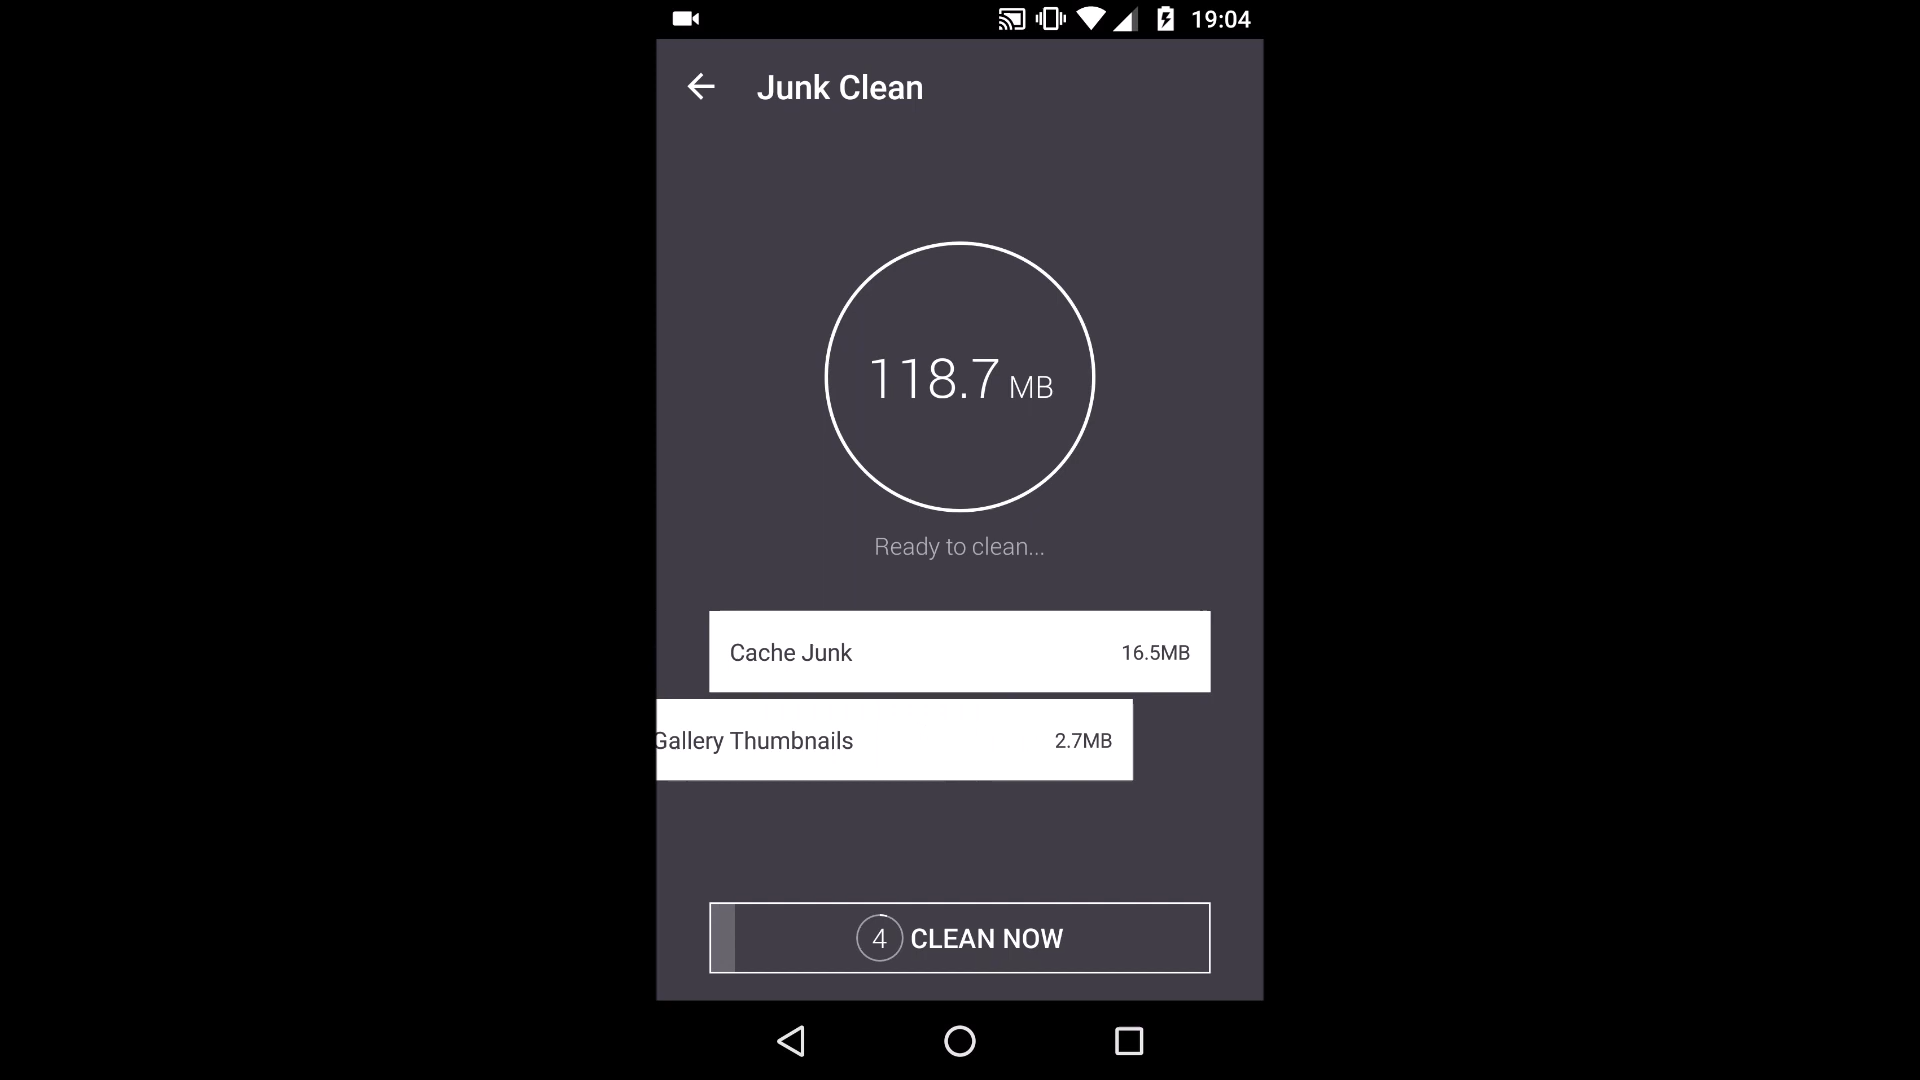 19:04
Junk Clean
118.7 MB
Ready to clean...
Cache Junk 16.5MB
Gallery Thumbnails 2.7MB
4 CLEAN NOW